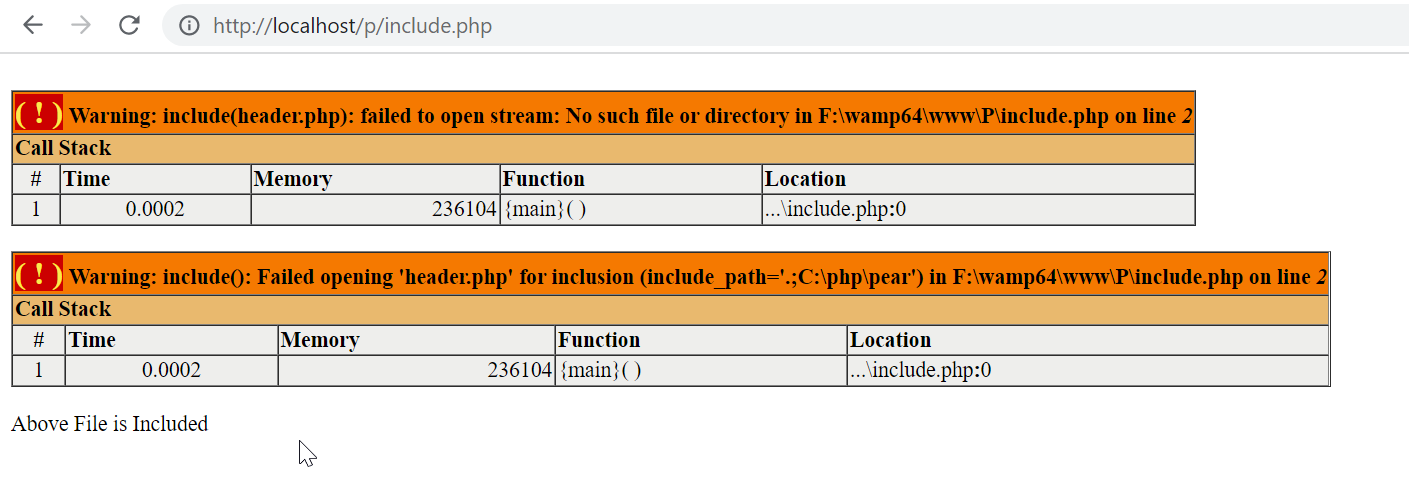 http://localhost/p/include.php
( ! ) Warning: include(header.php): failed to open stream: No such file or directory in F:\wamp64\www\P\include.php on line 2
Call Stack
# Time Memory Function Location
1 0.0002 236104 {main}( ) ...\include.php:0
( ! ) Warning: include(): Failed opening 'header.php' for inclusion (include_path='.;C:\php\pear') in F:\wamp64\www\P\include.php on line 2
Call Stack
# Time Memory Function Location
1 0.0002 236104 {main}( ) ...\include.php:0
Above File is Included